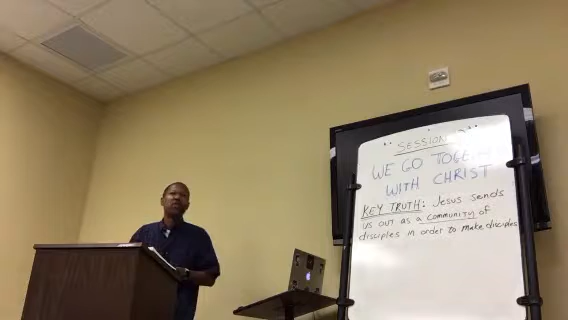 SESSION
WE GO TOGETHER
WITH CHRIST
KEY TRUTH: Jesus sends
us out as a community of
disciples in order to make disciples